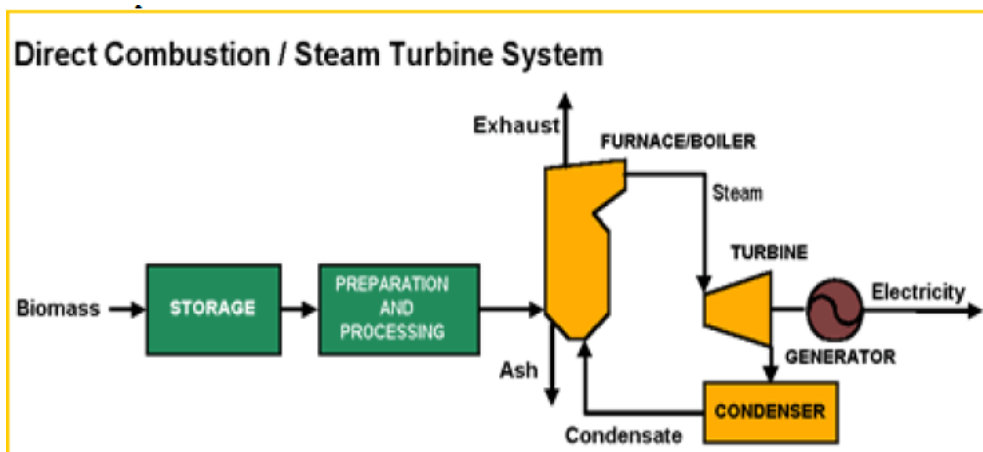 Direct Combustion / Steam Turbine System
Exhaust
FURNACE/BOILER
Steam
TURBINE
Biomass
STORAGE
PREPARATION
AND
PROCESSING
Electricity
GENERATOR
Ash
CONDENSER
Condensate